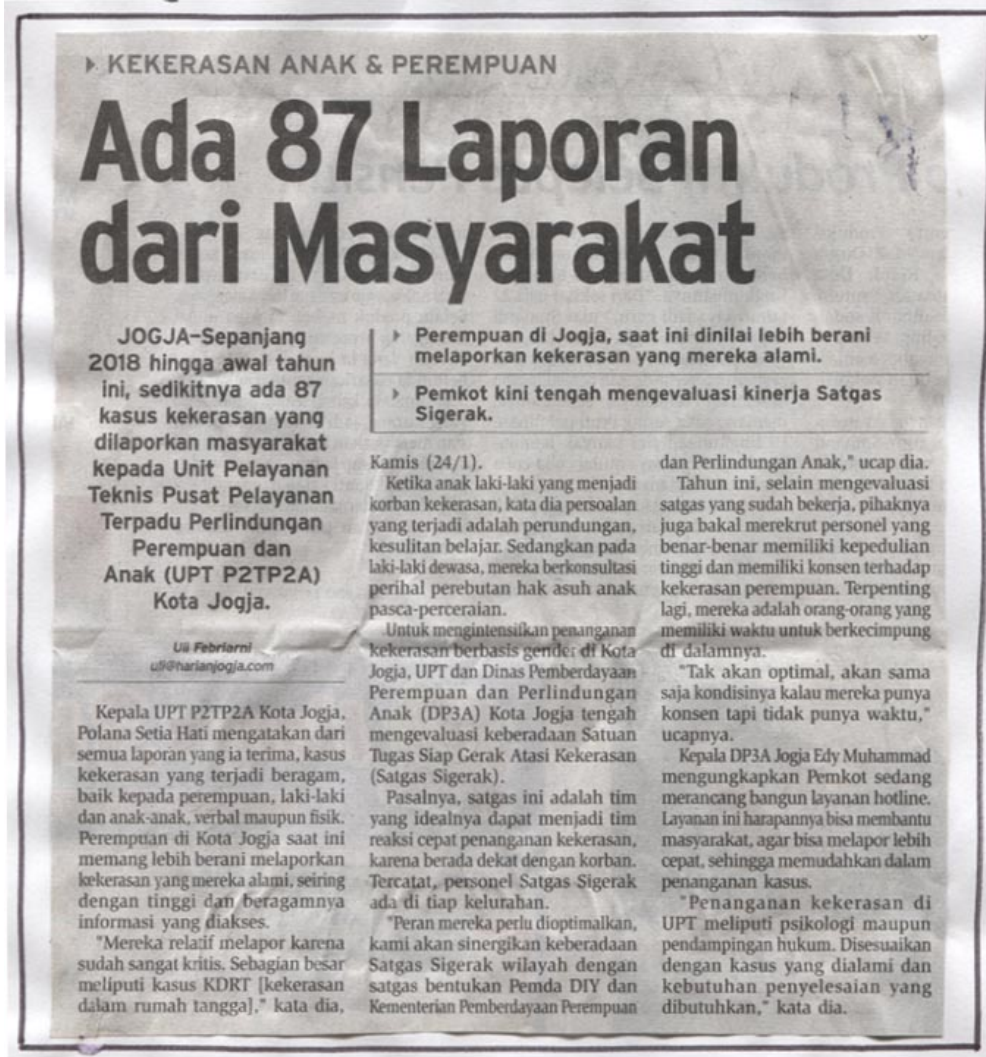 KEKERASAN ANAK & PEREMPUAN
Ada 87 Laporan
dari Masyarakat
JOGJA–Sepanjang
2018 hingga awal tahun
ini, sedikitnya ada 87
kasus kekerasan yang
dilaporkan masyarakat
kepada Unit Pelayanan
Teknis Pusat Pelayanan
Terpadu Perlindungan
Perempuan dan
Anak (UPT P2TP2A)
Kota Jogja.
Uli Febriarni
uli@harianjogja.com
Perempuan di Jogja, saat ini dinilai lebih berani
melaporkan kekerasan yang mereka alami.
Pemkot kini tengah mengevaluasi kinerja Satgas
Sigerak.
Kepala UPT P2TP2A Kota Jogja,
Polana Setia Hati mengatakan dari
semua laporan yang ia terima, kasus
kekerasan yang terjadi beragam,
baik kepada perempuan, laki-laki
dan anak-anak, verbal maupun fisik.
Perempuan di Kota Jogja saat ini
memang lebih berani melaporkan
kekerasan yang mereka alami, seiring
dengan tinggi dan beragamnya
informasi yang diakses.
"Mereka relatif melapor karena
sudah sangat kritis. Sebagian besar
meliputi kasus KDRT [kekerasan
dalam rumah tangga]," kata dia,
Kamis (24/1).
Ketika anak laki-laki yang menjadi
korban kekerasan, kata dia persoalan
yang terjadi adalah perundungan,
kesulitan belajar. Sedangkan pada
laki-laki dewasa, mereka berkonsultasi
perihal perebutan hak asuh anak
pasca-perceraian.
Untuk mengintensifkan penanganan
kekerasan berbasis gender di Kota
Jogja, UPT dan Dinas Pemberdayaan
Perempuan dan Perlindungan
Anak (DP3A) Kota Jogja tengah
mengevaluasi keberadaan Satuan
Tugas Siap Gerak Atasi Kekerasan
(Satgas Sigerak).
Pasalnya, satgas ini adalah tim
yang idealnya dapat menjadi tim
reaksi cepat penanganan kekerasan,
karena berada dekat dengan korban.
Tercatat, personel Satgas Sigerak
ada di tiap kelurahan.
"Peran mereka perlu dioptimalkan,
kami akan sinergikan keberadaan
Satgas Sigerak wilayah dengan
satgas bentukan Pemda DIY dan
Kementerian Pemberdayaan Perempuan
dan Perlindungan Anak," ucap dia.
Tahun ini, selain mengevaluasi
satgas yang sudah bekerja, pihaknya
juga bakal merekrut personel yang
benar-benar memiliki kepedulian
tinggi dan memiliki konsen terhadap
kekerasan perempuan. Terpenting
lagi, mereka adalah orang-orang yang
memiliki waktu untuk berkecimpung
di dalamnya.
"Tak akan optimal, akan sama
saja kondisinya kalau mereka punya
konsen tapi tidak punya waktu,"
ucapnya.
Kepala DP3A Jogja Edy Muhammad
mengungkapkan Pemkot sedang
merancang bangun layanan hotline.
Layanan ini harapannya bisa membantu
masyarakat, agar bisa melapor lebih
cepat, sehingga memudahkan dalam
penanganan kasus.
"Penanganan kekerasan di
UPT meliputi psikologi maupun
pendampingan hukum. Disesuaikan
dengan kasus yang dialami dan
kebutuhan penyelesaian yang
dibutuhkan," kata dia.